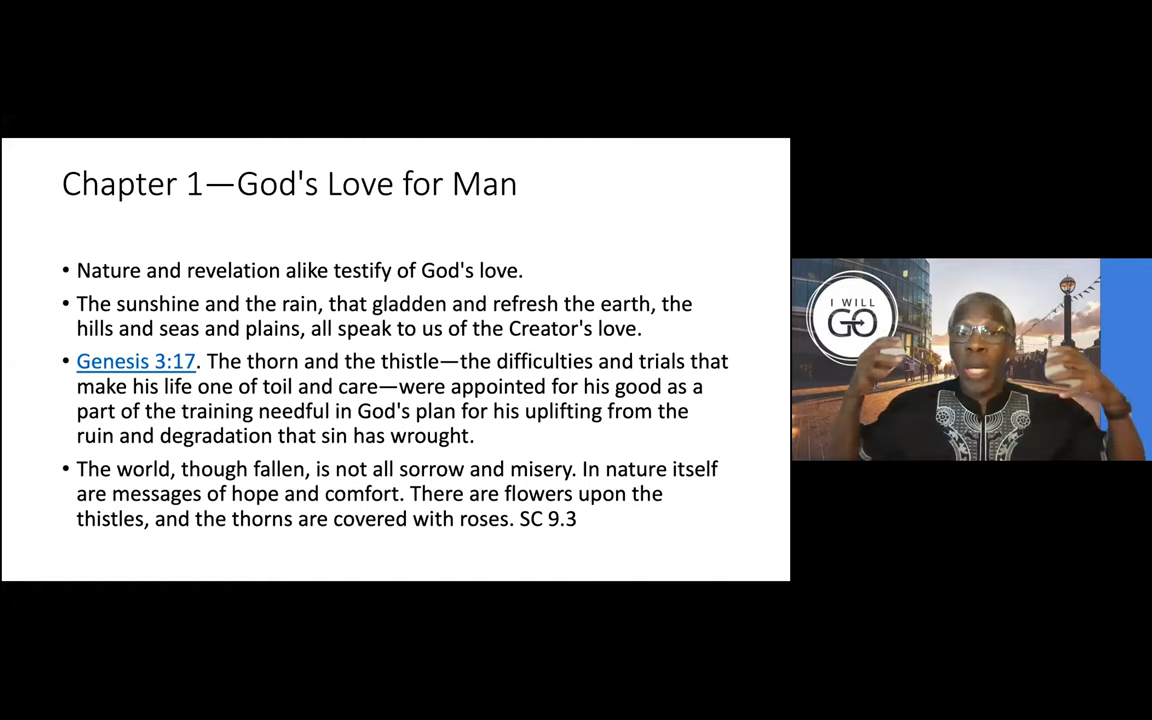 Chapter 1—God's Love for Man
• Nature and revelation alike testify of God's love.
• The sunshine and the rain, that gladden and refresh the earth, the
hills and seas and plains, all speak to us of the Creator's love.
• Genesis 3:17. The thorn and the thistle—the difficulties and trials that
make his life one of toil and care—were appointed for his good as a
part of the training needful in God's plan for his uplifting from the
ruin and degradation that sin has wrought.
• The world, though fallen, is not all sorrow and misery. In nature itself
are messages of hope and comfort. There are flowers upon the
thistles, and the thorns are covered with roses. SC 9.3
I WILL
GO